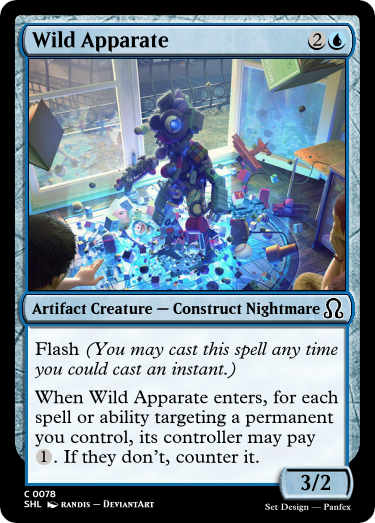 Wild Apparate 2
Artifact Creature — Construct Nightmare
Flash (You may cast this spell any time
you could cast an instant.)
When Wild Apparate enters, for each
spell or ability targeting a permanent
you control, its controller may pay
1. If they don't, counter it.
3/2
C 0078
SHL RANDIS — DEVIANTART
Set Design — Panfex